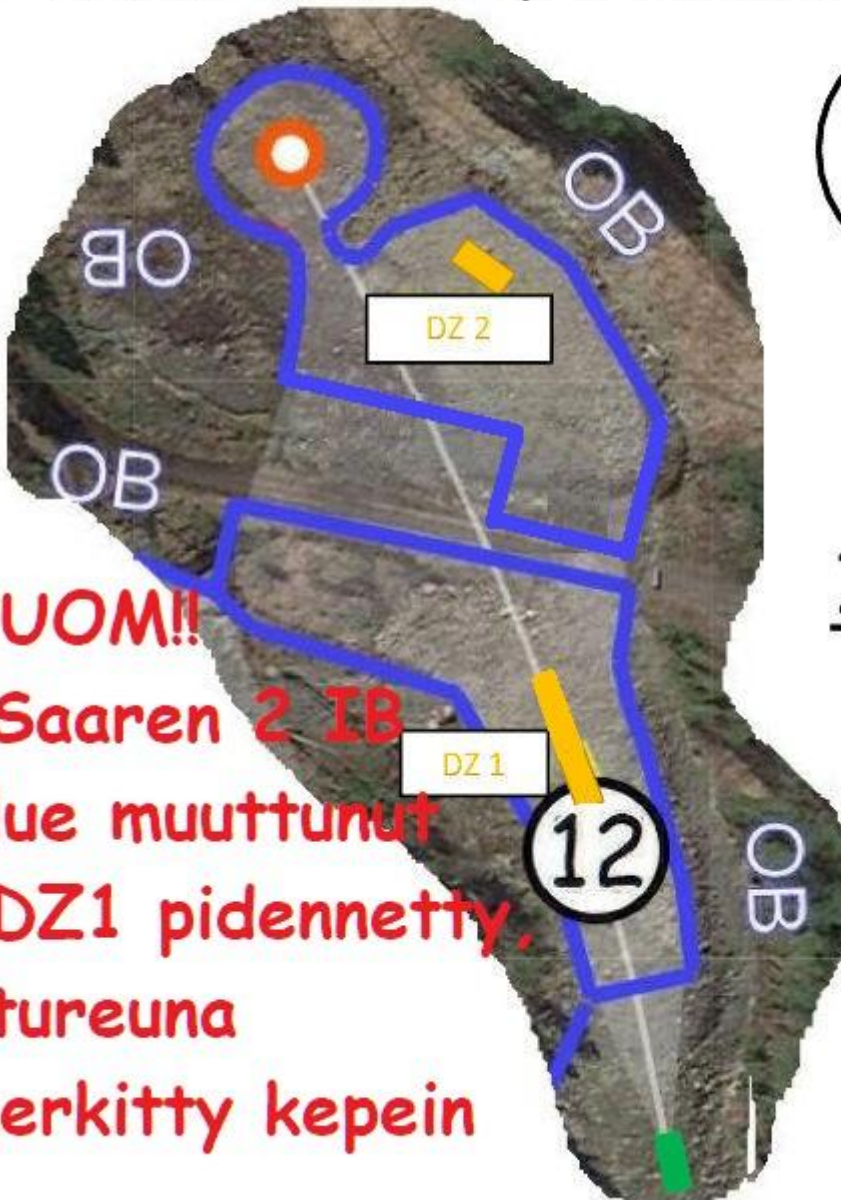 OB
OB
DZ 2
OB
UOM!!
Saaren 2 IB
DZ 1
lue muuttunut
12
OB
DZ1 pidennetty,
tureuna
erkitty kepein